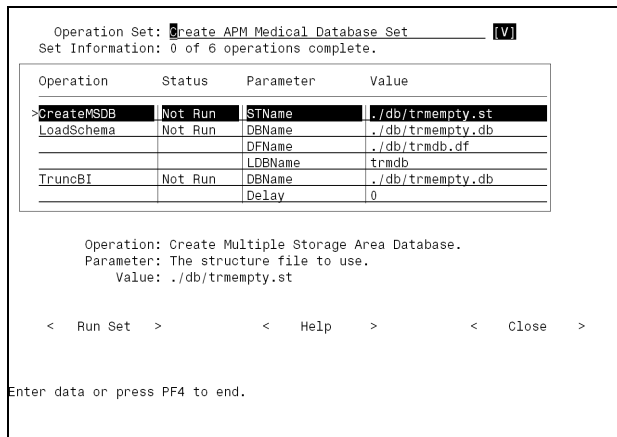 Operation Set: Create APM Medical Database Set [V]
Set Information: 0 of 6 operations complete.
Operation Status Parameter Value
>CreateMSDB Not Run STName ./db/trmempty.st
LoadSchema Not Run DBName ./db/trmempty.db
DFName ./db/trmdb.df
LDBName trmdb
TruncBI Not Run DBName ./db/trmempty.db
Delay 0
Operation: Create Multiple Storage Area Database.
Parameter: The structure file to use.
Value: ./db/trmempty.st
< Run Set > < Help > < Close >
Enter data or press PF4 to end.